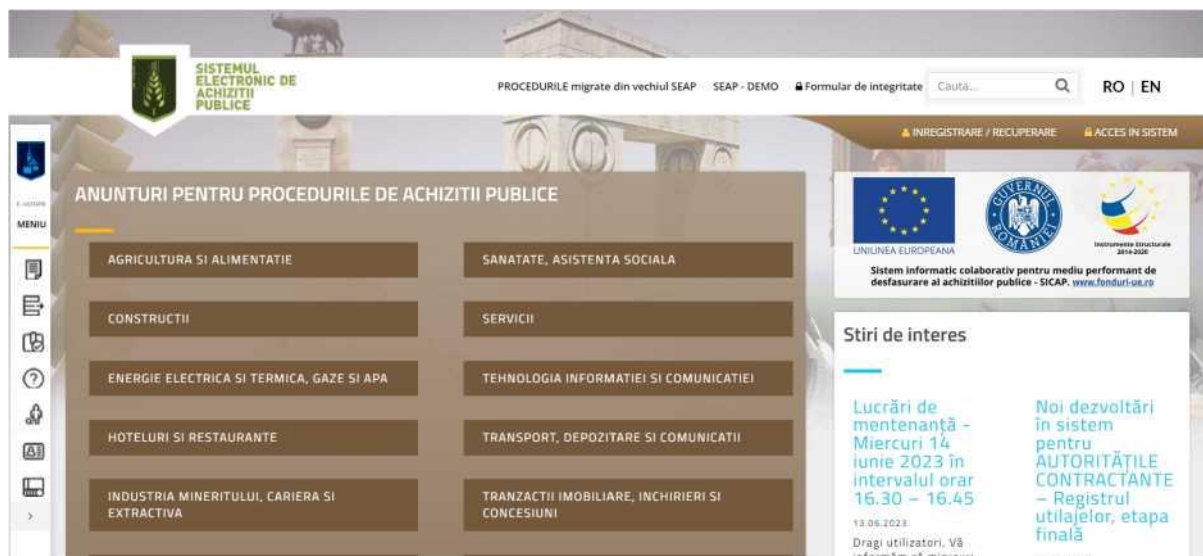 SISTEMUL
ELECTRONIC DE
ACHIZITII
PUBLICE
PROCEDURILE migrate din vechiul SEAP
SEAP - DEMO
Formular de integritate
Cauta...
RO | EN
INREGISTRARE / RECUPERARE
ACCES IN SISTEM
MENIU
ANUNTURI PENTRU PROCEDURILE DE ACHIZITII PUBLICE
AGRICULTURA SI ALIMENTATIE
SANATATE, ASISTENTA SOCIALA
CONSTRUCTII
SERVICII
ENERGIE ELECTRICA SI TERMICA, GAZE SI APA
TEHNOLOGIA INFORMATIEI SI COMUNICATIEI
HOTELURI SI RESTAURANTE
TRANSPORT, DEPOZITARE SI COMUNICATII
INDUSTRIA MINERITULUI, CARIERA SI
EXTRACTIVA
TRANZACTII IMOBILIARE, INCHIRIERI SI
CONCESIUNI
UNIUNEA EUROPEANA
GUVERNUL
ROMÂNIEI
Instrumente Structurale
2014-2020
Sistem informatic colaborativ pentru mediu performant de
desfasurare al achizitiilor publice - SICAP. www.fonduri-ue.ro
Stiri de interes
Lucrări de
mentenanță -
Miercuri 14
iunie 2023 în
intervalul orar
16.30 – 16.45
13.06.2023
Dragi utilizatori, Vă
informăm că miercuri
Noi dezvoltări
în sistem
pentru
AUTORITĂȚILE
CONTRACTANTE
– Registrul
utilajelor, etapa
finală